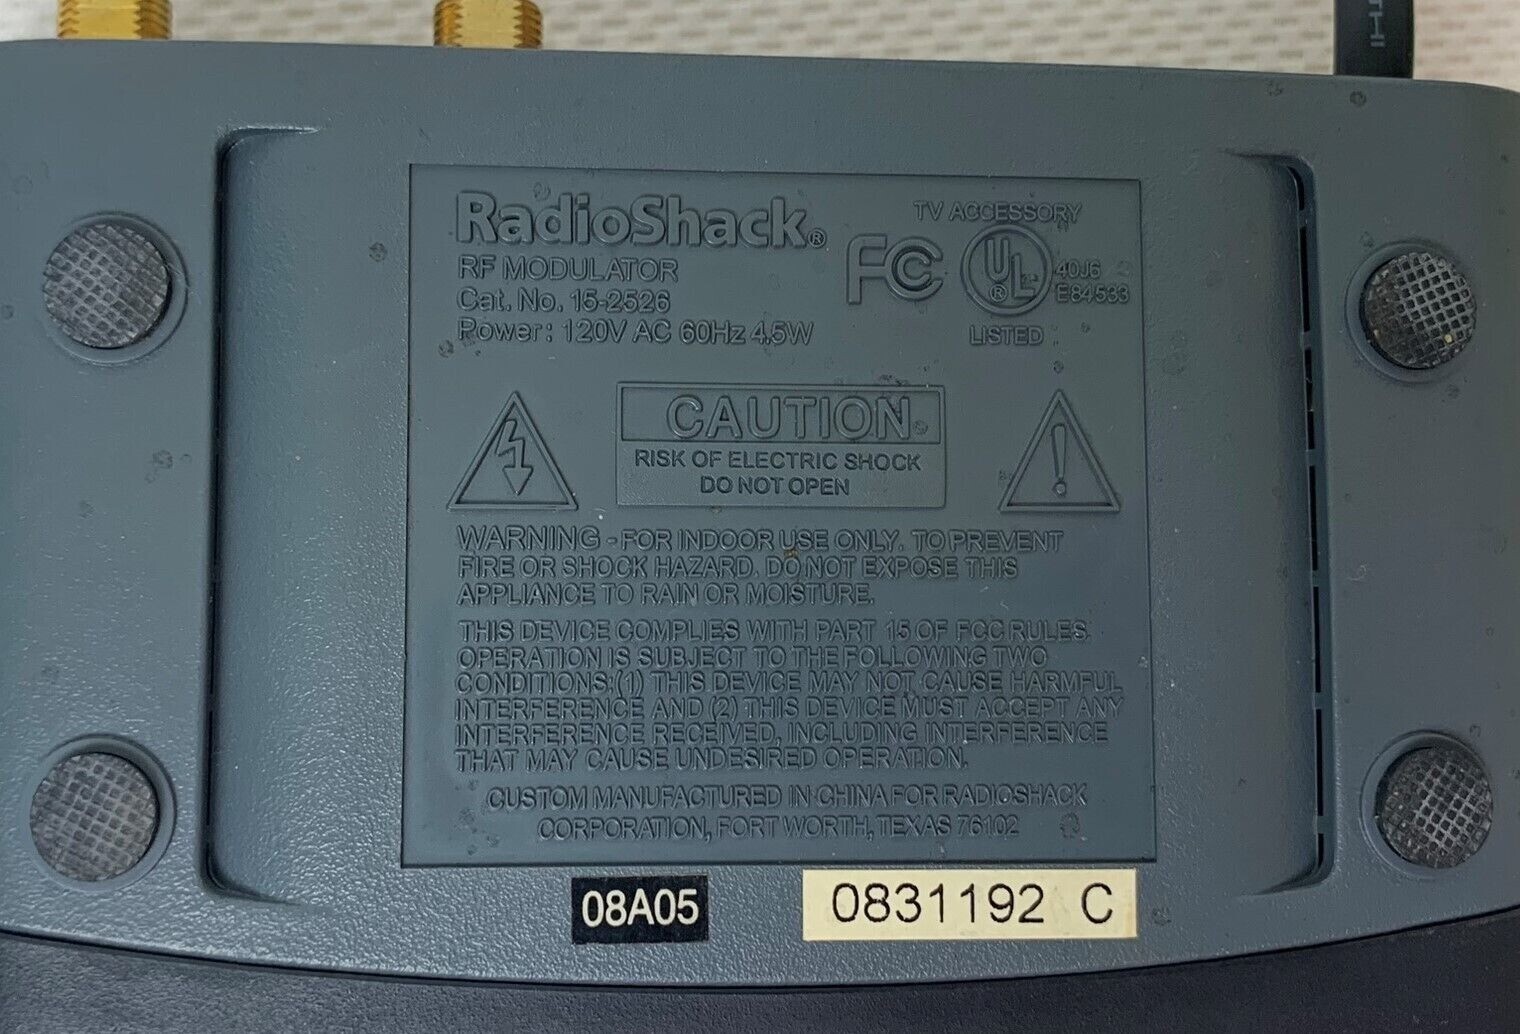 THI
RadioShack®
RF MODULATOR
Cat. No. 15-2526
Power: 120V AC 60Hz 4.5W
TV ACCESSORY
FC
UL®
40J6
E84533
LISTED
CAUTION
RISK OF ELECTRIC SHOCK
DO NOT OPEN
WARNING - FOR INDOOR USE ONLY. TO PREVENT
FIRE OR SHOCK HAZARD, DO NOT EXPOSE THIS
APPLIANCE TO RAIN OR MOISTURE.
THIS DEVICE COMPLIES WITH PART 15 OF FCC RULES.
OPERATION IS SUBJECT TO THE FOLLOWING TWO
CONDITIONS:(1) THIS DEVICE MAY NOT CAUSE HARMFUL
INTERFERENCE AND (2) THIS DEVICE MUST ACCEPT ANY
INTERFERENCE RECEIVED, INCLUDING INTERFERENCE
THAT MAY CAUSE UNDESIRED OPERATION.
CUSTOM MANUFACTURED IN CHINA FOR RADIOSHACK
CORPORATION, FORT WORTH, TEXAS 76102
08A05
0831192 C